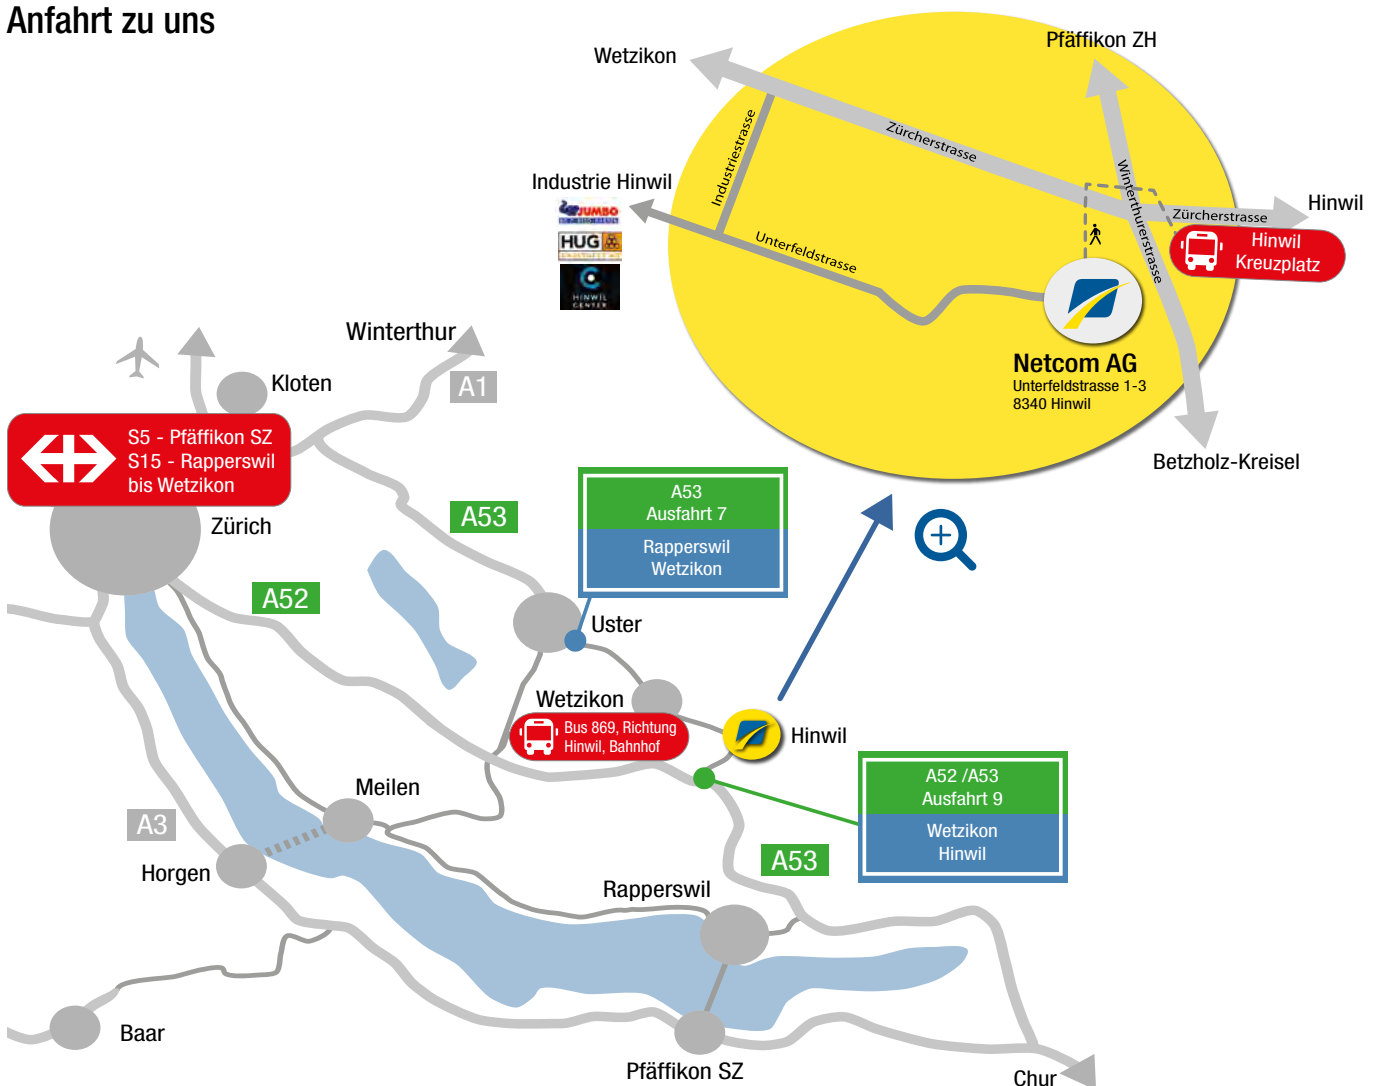 Anfahrt zu uns
Pfäffikon ZH
Wetzikon
Zürcherstrasse
Industriestrasse
Winterthurerstrasse
Industrie Hinwil
JUMBO
HUG
HINWIL
CENTER
Unterfeldstrasse
Zürcherstrasse
Hinwil
Hinwil
Kreuzplatz
Netcom AG
Unterfeldstrasse 1-3
8340 Hinwil
Betzholz-Kreisel
Winterthur
Kloten
A1
S5 - Pfäffikon SZ
S15 - Rapperswil
bis Wetzikon
Zürich
A53
A53
Ausfahrt 7
Rapperswil
Wetzikon
A52
Uster
Wetzikon
Bus 869, Richtung
Hinwil, Bahnhof
Hinwil
A52 /A53
Ausfahrt 9
Wetzikon
Hinwil
Meilen
A3
Horgen
A53
Rapperswil
Baar
Pfäffikon SZ
Chur